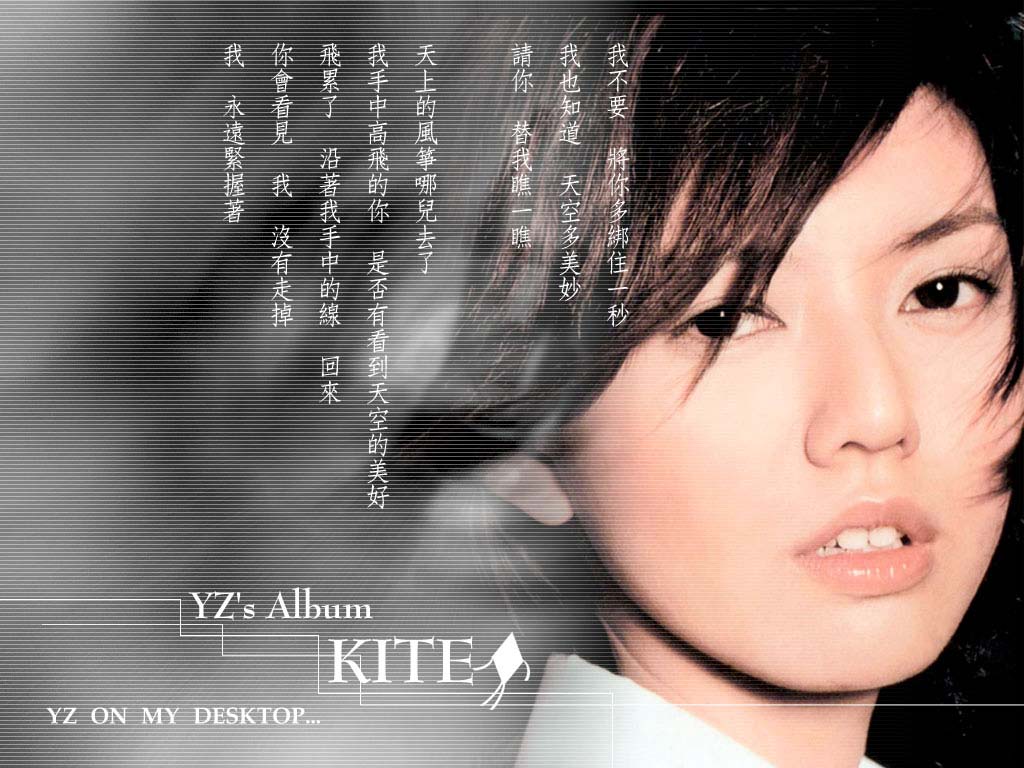 我不要 將你多綁住一秒
我也知道 天空多美妙
請你 替我瞧一瞧
天上的風箏哪兒去了
我手中高飛的你 是否有看到天空的美好
飛累了 沿著我手中的線 回來
你會看見 我 沒有走掉
我 永遠緊握著
YZ's Album
KITE
YZ ON MY DESKTOP...